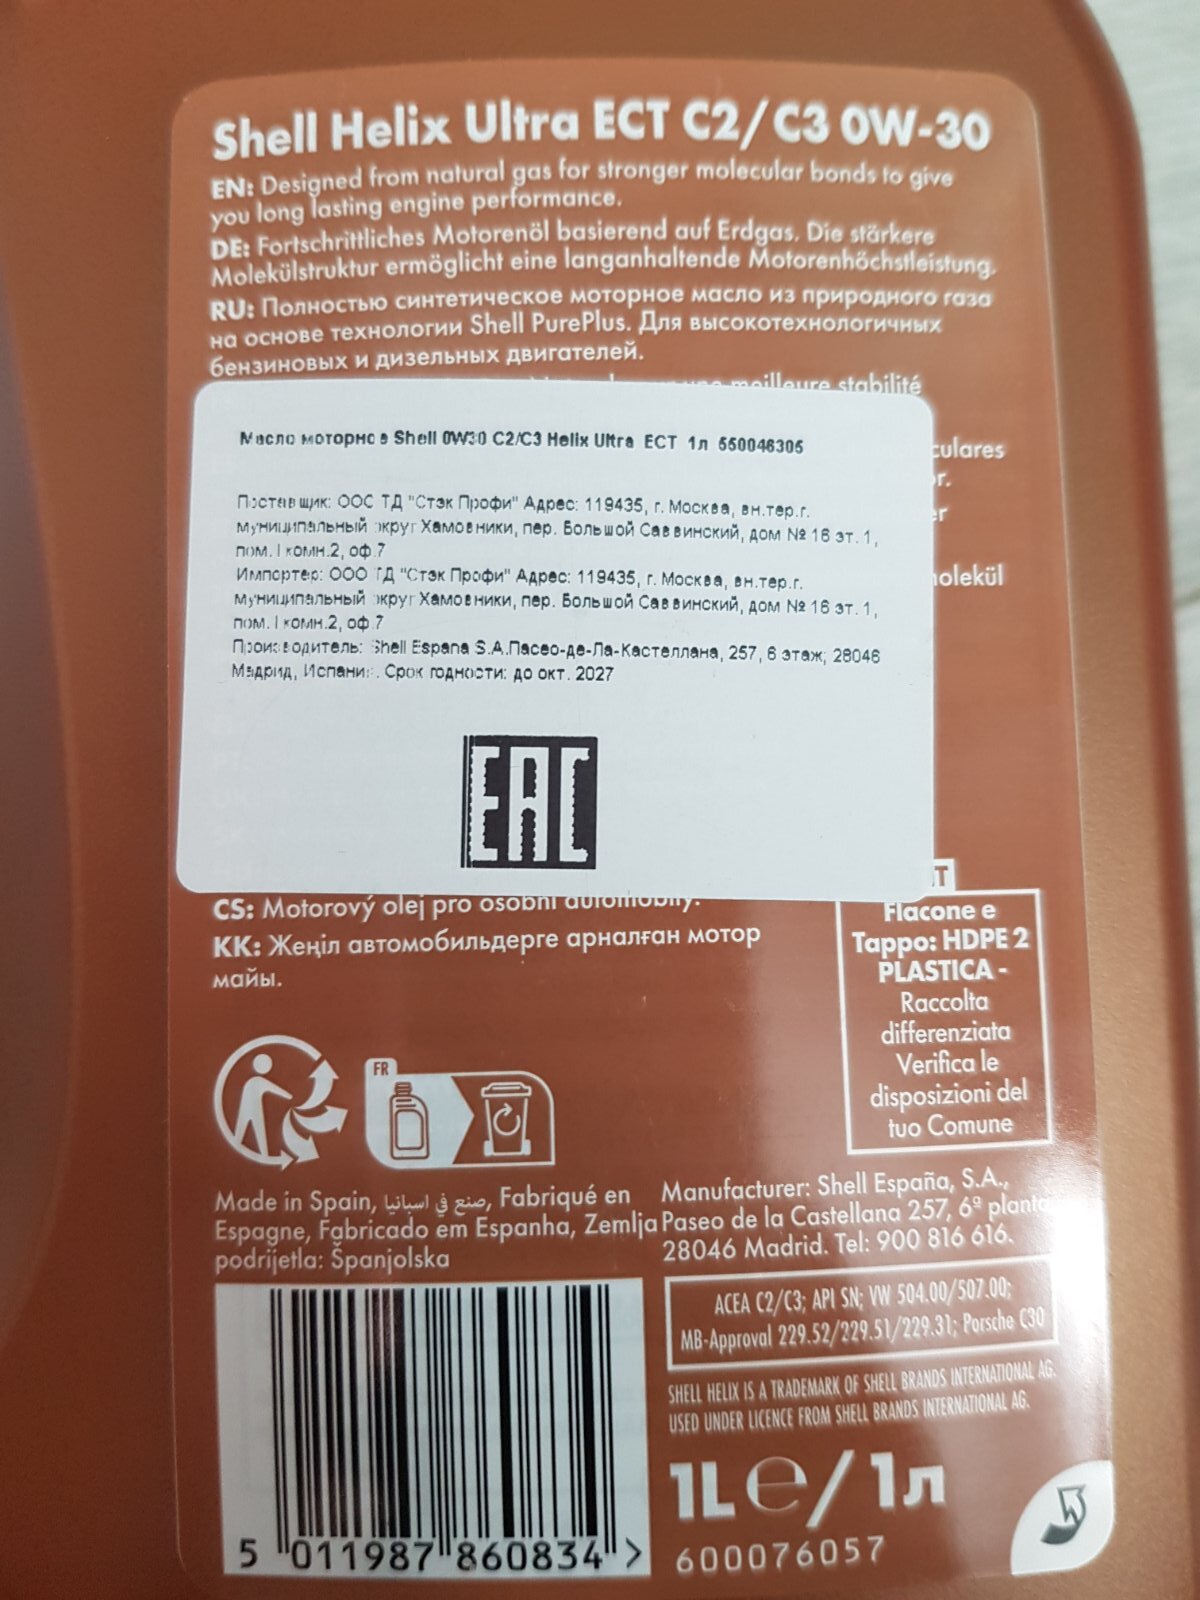 Shell Helix Ultra ECT C2/C3 0W-30
EN: Designed from natural gas for stronger molecular bonds to give
you long lasting engine performance.
DE: Fortschrittliches Motorenöl basierend auf Erdgas. Die stärkere
Molekülstruktur ermöglicht eine langanhaltende Motorenhöchstleistung.
RU: Полностью синтетическое моторное масло из природного газа
на основе технологии Shell PurePlus. Для высокотехнологичных
бензиновых и дизельных двигателей.
une meilleure stabilité
Масло моторное Shell 0W30 C2/C3 Helix Ultra ECT 1л 550046305
Поставщик: ООО ТД "Стэк Профи" Адрес: 119435, г. Москва, вн.тер.г.
муниципальный округ Хамовники, пер. Большой Саввинский, дом № 16 эт. 1,
пом. I комн.2, оф.7
Импортер: ООО ТД "Стэк Профи" Адрес: 119435, г. Москва, вн.тер.г.
муниципальный округ Хамовники, пер. Большой Саввинский, дом № 16 эт. 1,
пом. I комн.2, оф.7
Производитель: Shell Espana S.A.Пасео-де-Ла-Кастеллана, 257, 6 этаж; 28046
Мадрид, Испания. Срок годности: до окт. 2027
EAC
CS: Motorový olej pro osobní automobily.
KK: Жеңіл автомобильдерге арналған мотор
майы.
Flacone e
Tappo: HDPE 2
PLASTICA -
Raccolta
differenziata
Verifica le
disposizioni del
tuo Comune
FR
Made in Spain, صنع في اسبانيا, Fabriqué en
Espagne, Fabricado em Espanha, Zemlja
podrijetla: Španjolska
Manufacturer: Shell España, S.A.,
Paseo de la Castellana 257, 6ª planta
28046 Madrid. Tel: 900 816 616.
ACEA C2/C3; API SN; VW 504.00/507.00;
MB-Approval 229.52/229.51/229.31; Porsche C30
SHELL HELIX IS A TRADEMARK OF SHELL BRANDS INTERNATIONAL AG.
USED UNDER LICENCE FROM SHELL BRANDS INTERNATIONAL AG.
1L e / 1л
600076057
5 011987 860834 >